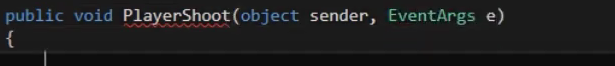 public void PlayerShoot(object sender, EventArgs e)
{